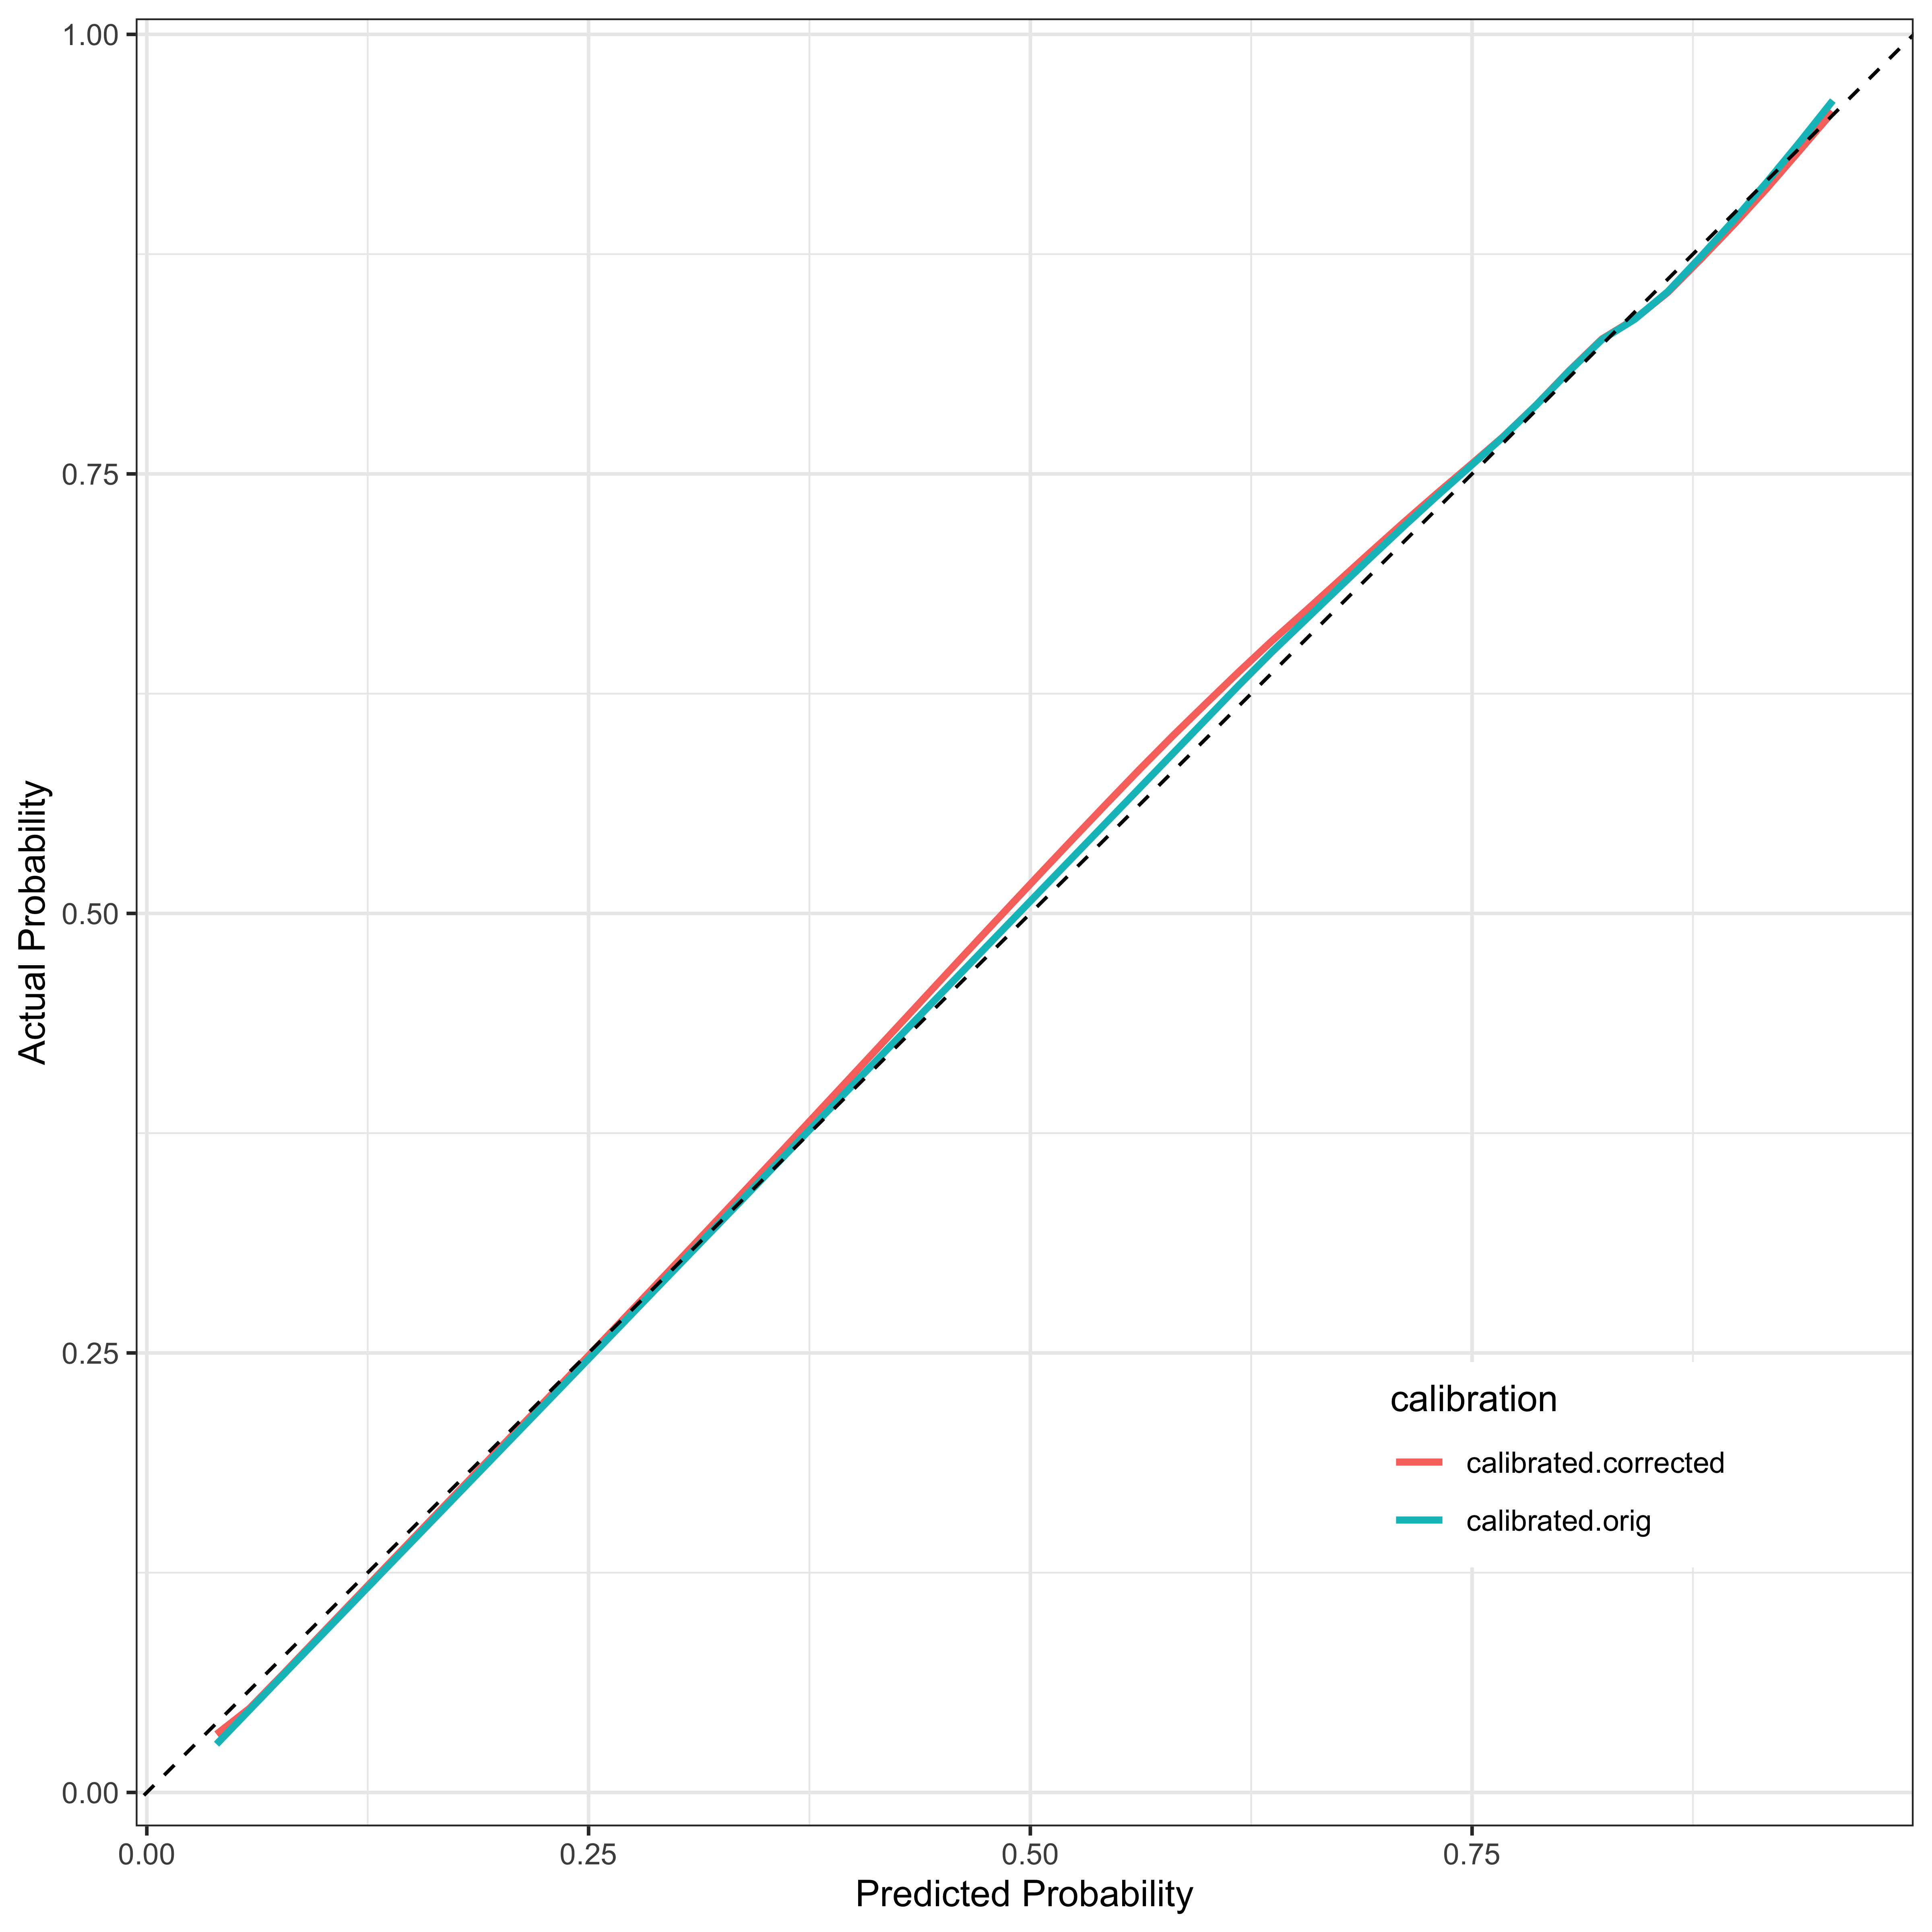 1.00
0.75
0.50
0.25
0.00
Actual Probability
calibration
calibrated.corrected
calibrated.orig
0.00 0.25 0.50 0.75
Predicted Probability